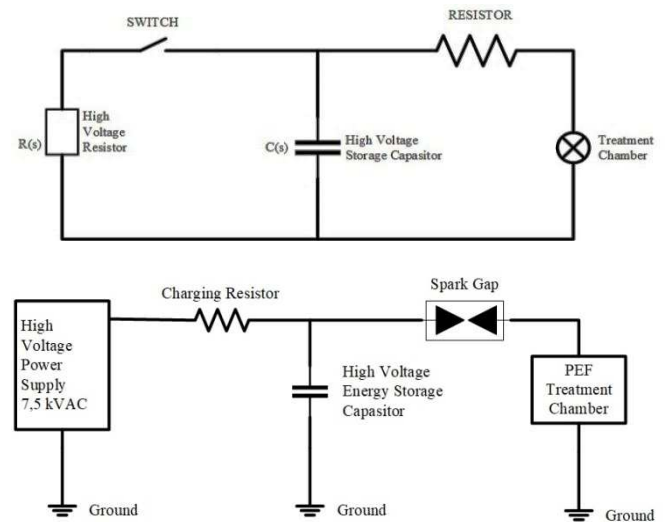 SWITCH
RESISTOR
R(s)
High
Voltage
Resistor
C(s)
High Voltage
Storage Capasitor
Treatment
Chamber
Charging Resistor
Spark Gap
High
Voltage
Power
Supply
7,5 kVAC
High Voltage
Energy Storage
Capasitor
PEF
Treatment
Chamber
Ground
Ground
Ground